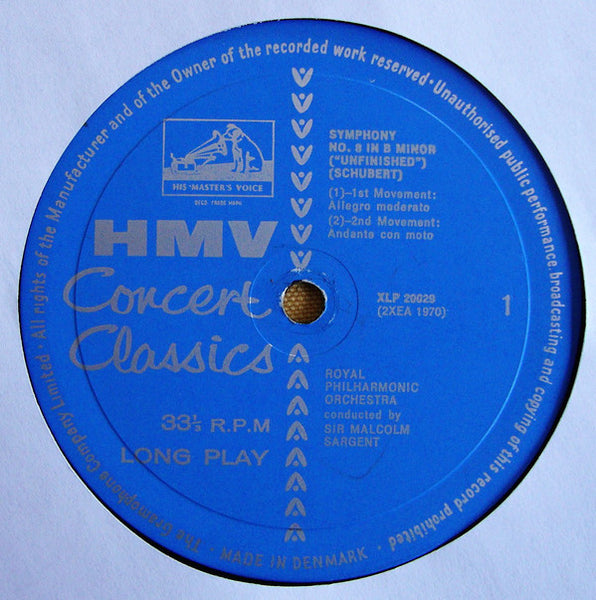 The Gramophone Company Limited · All rights of the Manufacturer and of the Owner of the recorded work reserved · Unauthorised public performance, broadcasting and copying of this record prohibited
HIS MASTER'S VOICE
REGD TRADE MARK
HMV
Concert
Classics
33⅓ R.P.M
LONG PLAY
SYMPHONY
NO. 8 IN B MINOR
("UNFINISHED")
(SCHUBERT)
(1)–1st Movement:
Allegro moderato
(2)–2nd Movement:
Andante con moto
XLP 20029
(2XEA 1970)
1
ROYAL
PHILHARMONIC
ORCHESTRA
conducted by
SIR MALCOLM
SARGENT
· MADE IN DENMARK ·